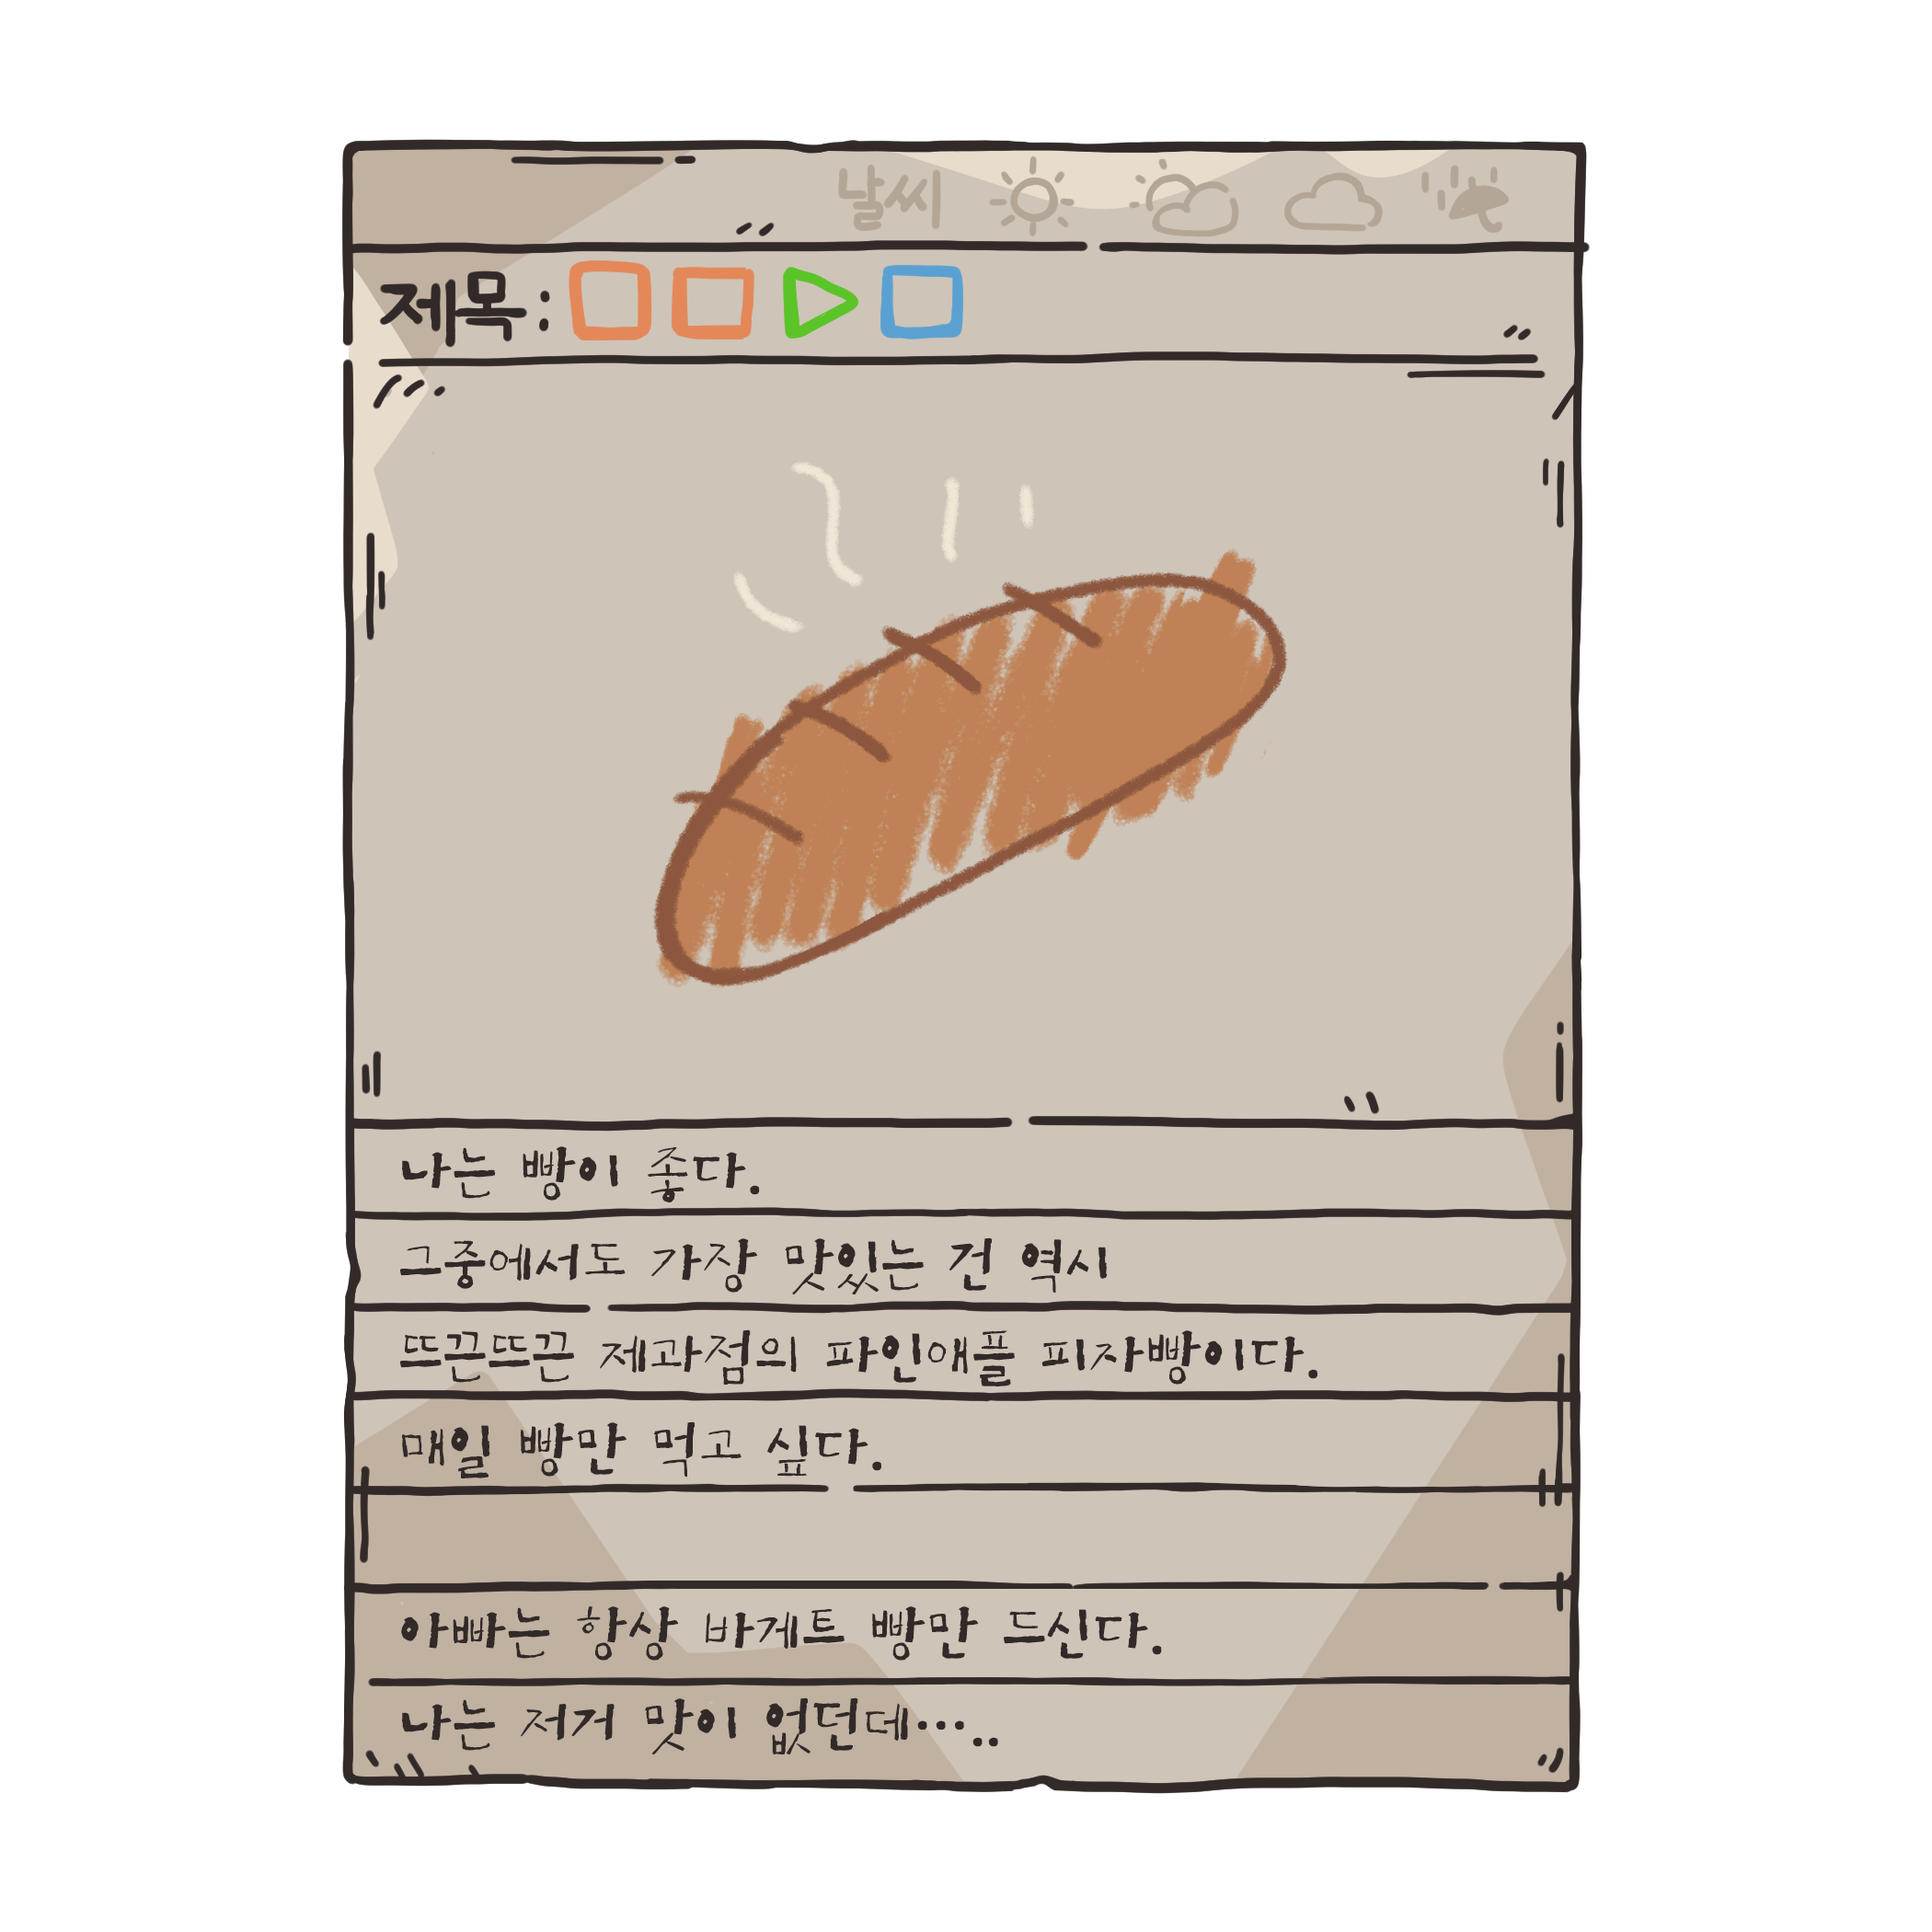 날씨
제목:
나는 빵이 좋다.
그중에서도 가장 맛있는 건 역시
뜨끈뜨끈 제과점의 파인애플 피자빵이다.
매일 빵만 먹고 싶다.
아빠는 항상 바게트 빵만 드신다.
나는 저거 맛이 없던데.....